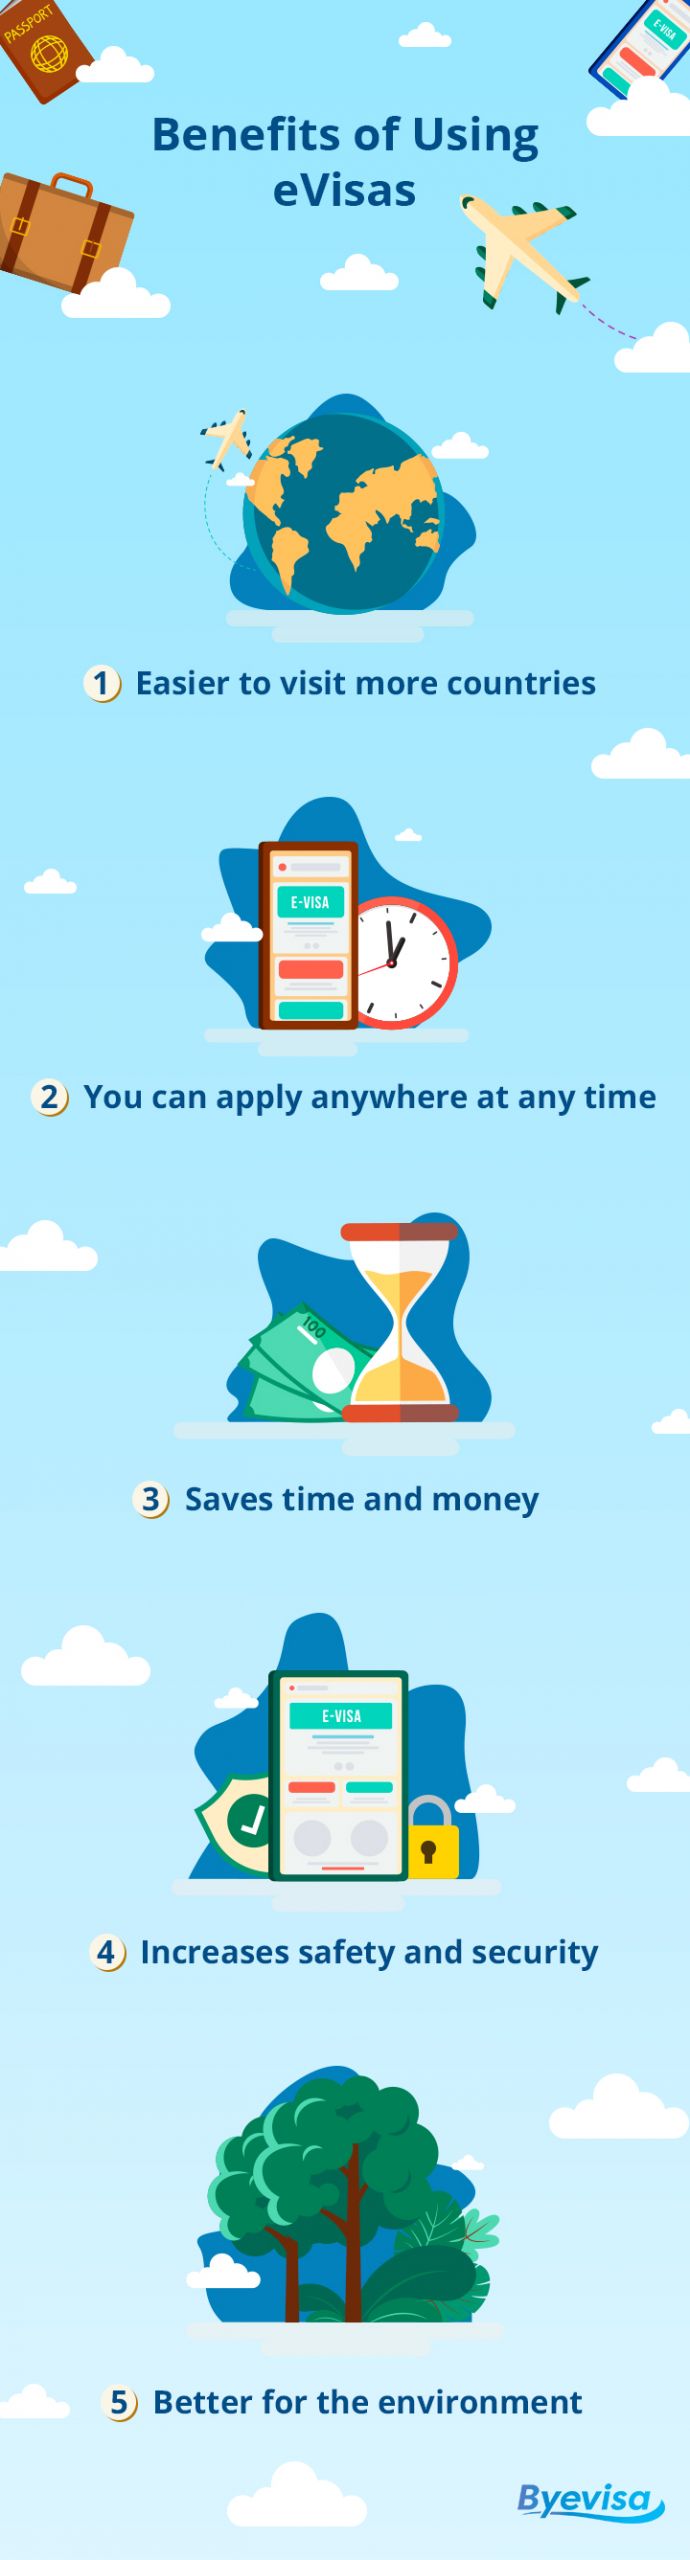 PASSPORT
E-VISA
Benefits of Using
eVisas
1 Easier to visit more countries
E-VISA
2 You can apply anywhere at any time
100
3 Saves time and money
E-VISA
4 Increases safety and security
5 Better for the environment
Byevisa